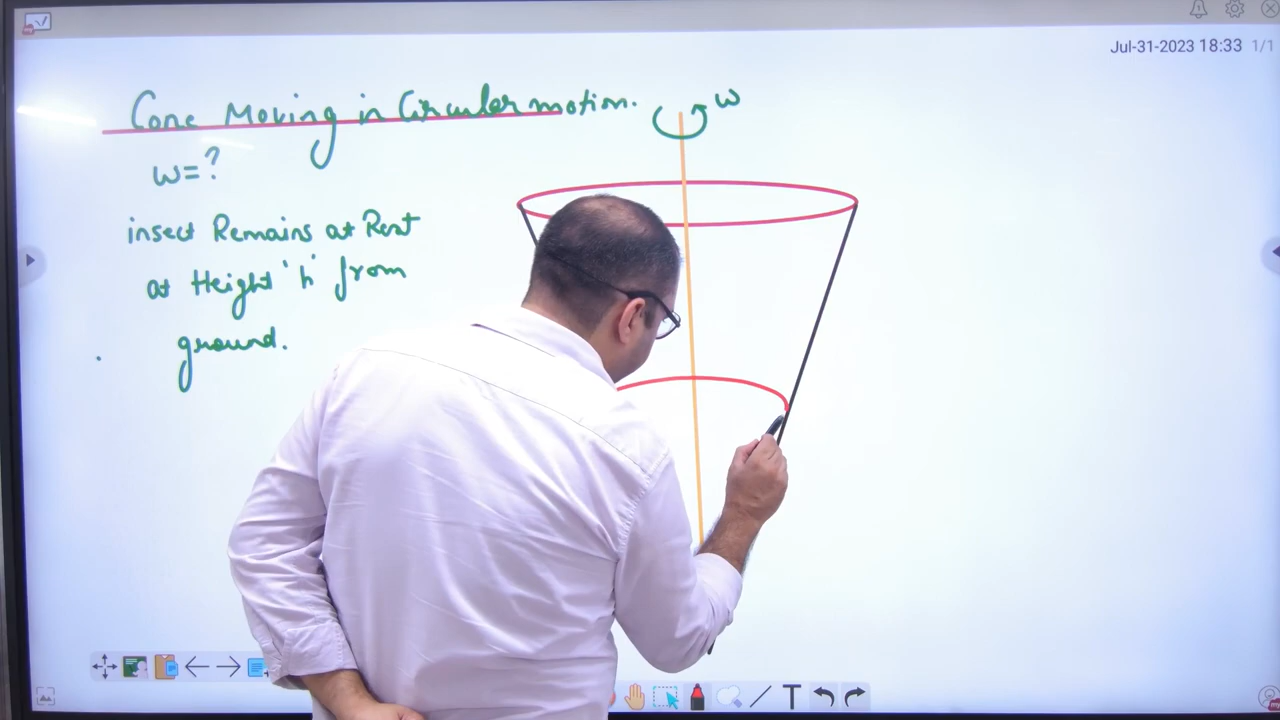 Jul-31-2023 18:33 1/1
Cone Moving in Circular motion.
ω
ω=?
insect Remains at Rest
at Height 'h' from
ground.
T